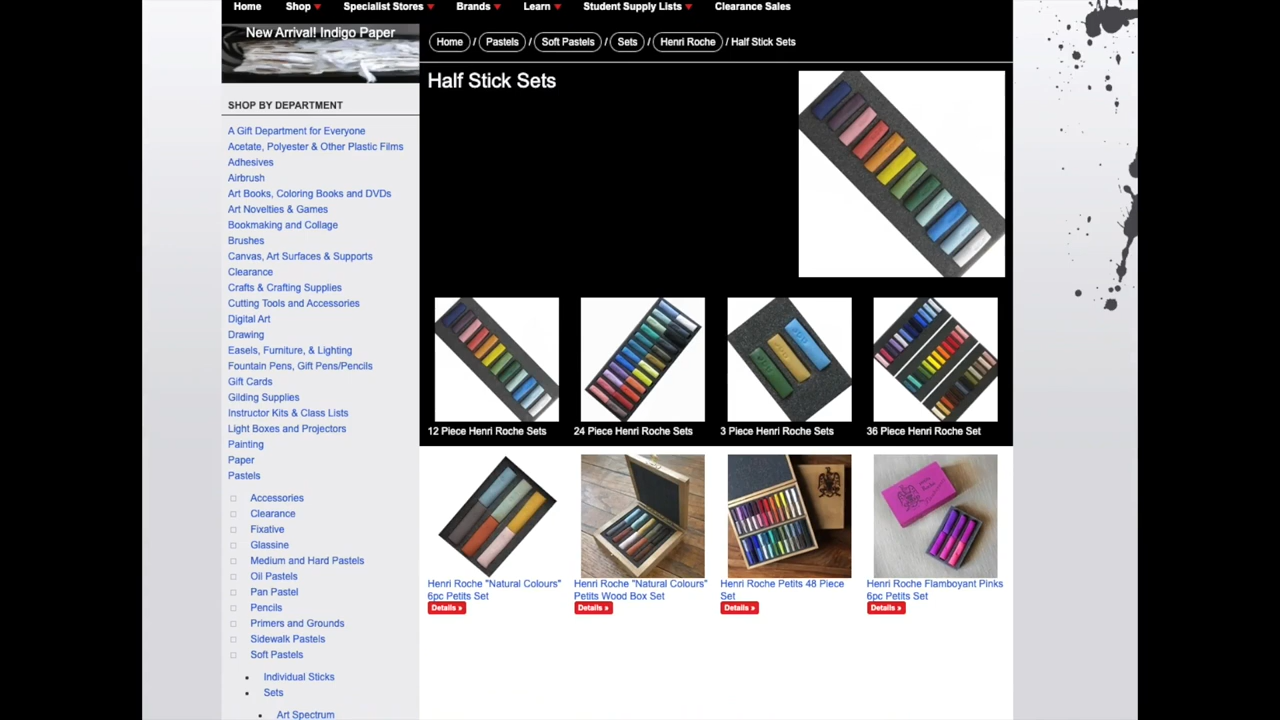 Home Shop Specialist Stores Brands Learn Student Supply Lists Clearance Sales
New Arrival! Indigo Paper
Home / Pastels / Soft Pastels / Sets / Henri Roche / Half Stick Sets
Half Stick Sets
SHOP BY DEPARTMENT
A Gift Department for Everyone
Acetate, Polyester & Other Plastic Films
Adhesives
Airbrush
Art Books, Coloring Books and DVDs
Art Novelties & Games
Bookmaking and Collage
Brushes
Canvas, Art Surfaces & Supports
Clearance
Crafts & Crafting Supplies
Cutting Tools and Accessories
Digital Art
Drawing
Easels, Furniture, & Lighting
Fountain Pens, Gift Pens/Pencils
Gift Cards
Gilding Supplies
Instructor Kits & Class Lists
Light Boxes and Projectors
Painting
Paper
Pastels
Accessories
Clearance
Fixative
Glassine
Medium and Hard Pastels
Oil Pastels
Pan Pastel
Pencils
Primers and Grounds
Sidewalk Pastels
Soft Pastels
Individual Sticks
Sets
Art Spectrum
12 Piece Henri Roche Sets
24 Piece Henri Roche Sets
3 Piece Henri Roche Sets
36 Piece Henri Roche Set
Henri Roche "Natural Colours"
6pc Petits Set
Details »
Henri Roche "Natural Colours"
Petits Wood Box Set
Details »
Henri Roche Petits 48 Piece
Set
Details »
Henri Roche Flamboyant Pinks
6pc Petits Set
Details »